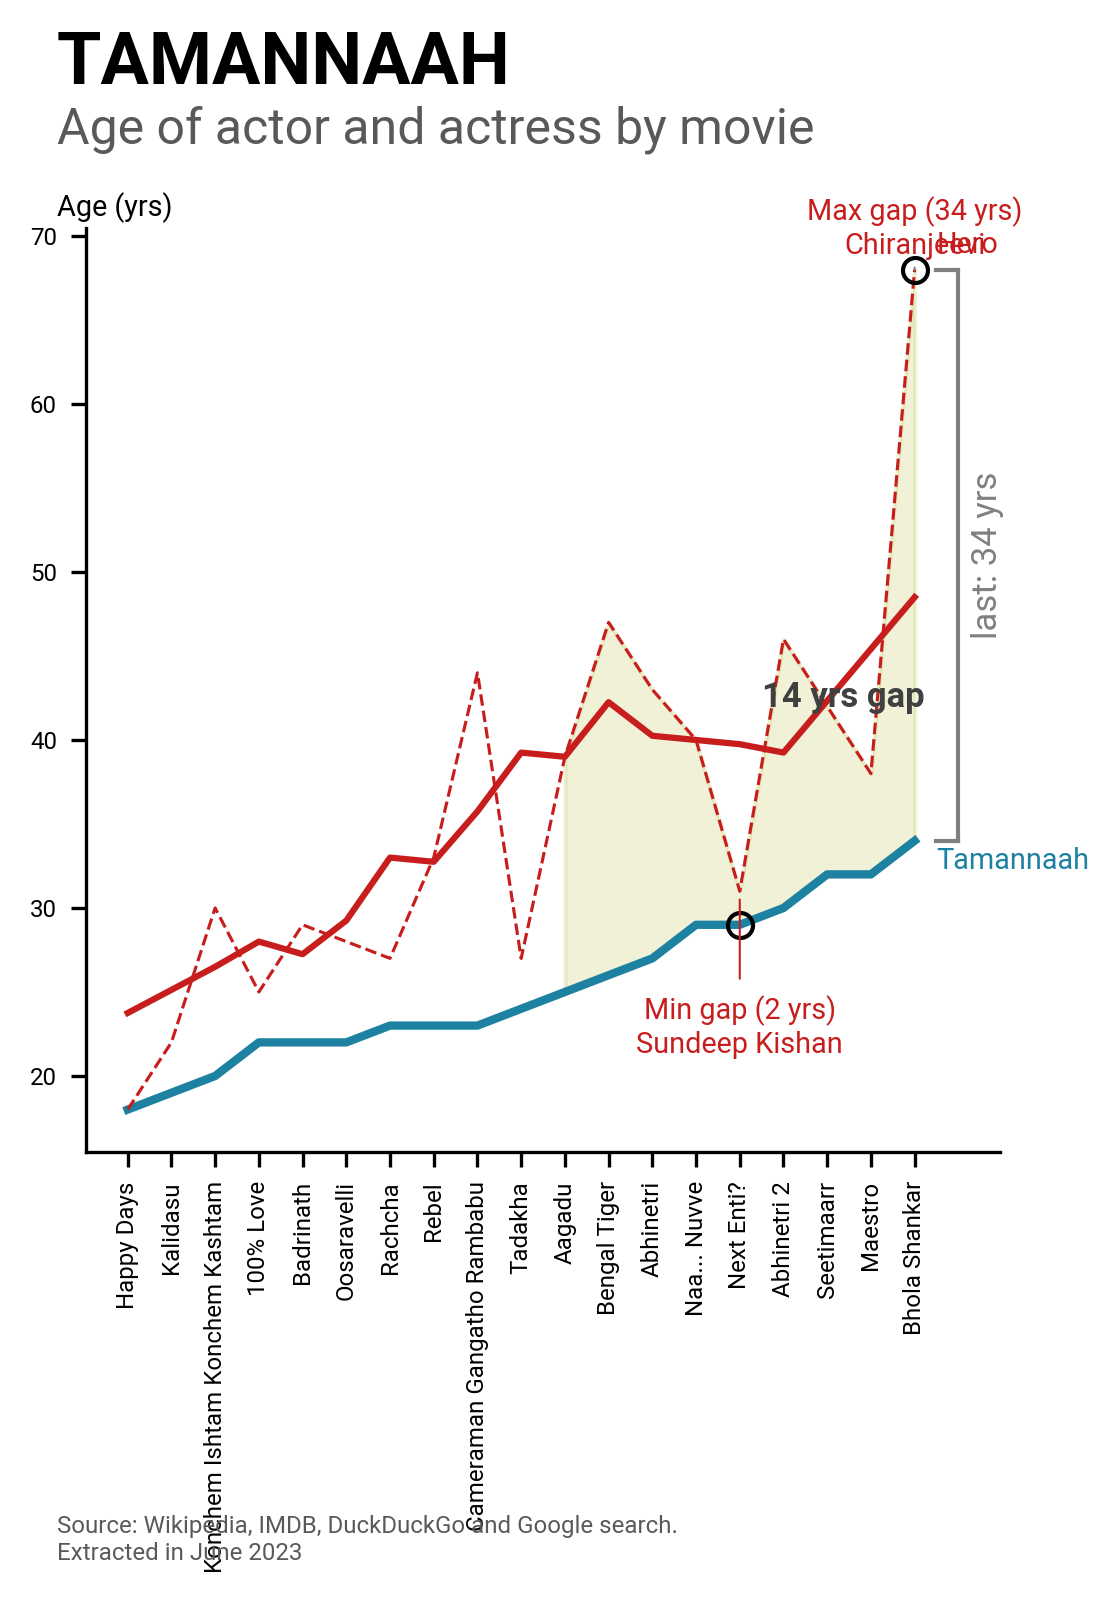 TAMANNAAH
Age of actor and actress by movie
Age (yrs)
Max gap (34 yrs)
Chiranjeevi
Hero
70
60
50
40
30
20
last: 34 yrs
14 yrs gap
Tamannaah
Min gap (2 yrs)
Sundeep Kishan
Happy Days
Kalidasu
Konchem Ishtam Konchem Kashtam
100% Love
Badrinath
Oosaravelli
Rachcha
Rebel
Cameraman Gangatho Rambabu
Tadakha
Aagadu
Bengal Tiger
Abhinetri
Naa... Nuvve
Next Enti?
Abhinetri 2
Seetimaarr
Maestro
Bhola Shankar
Source: Wikipedia, IMDB, DuckDuckGo and Google search.
Extracted in June 2023